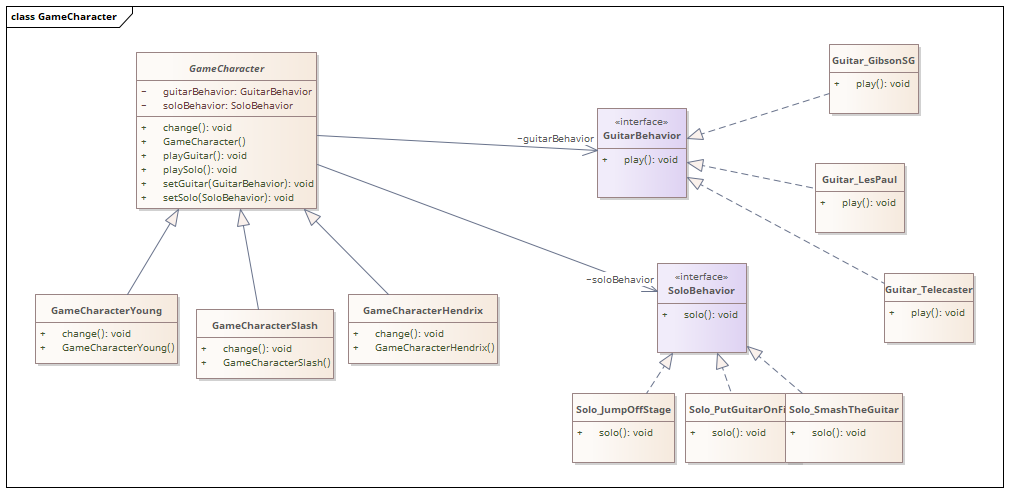 class GameCharacter
GameCharacter
- guitarBehavior: GuitarBehavior
- soloBehavior: SoloBehavior
+ change(): void
+ GameCharacter()
+ playGuitar(): void
+ playSolo(): void
+ setGuitar(GuitarBehavior): void
+ setSolo(SoloBehavior): void
-guitarBehavior
«interface»
GuitarBehavior
+ play(): void
Guitar_GibsonSG
+ play(): void
Guitar_LesPaul
+ play(): void
Guitar_Telecaster
+ play(): void
-soloBehavior
«interface»
SoloBehavior
+ solo(): void
GameCharacterYoung
+ change(): void
+ GameCharacterYoung()
GameCharacterSlash
+ change(): void
+ GameCharacterSlash()
GameCharacterHendrix
+ change(): void
+ GameCharacterHendrix()
Solo_JumpOffStage
+ solo(): void
Solo_PutGuitarOnFi
+ solo(): void
Solo_SmashTheGuitar
+ solo(): void